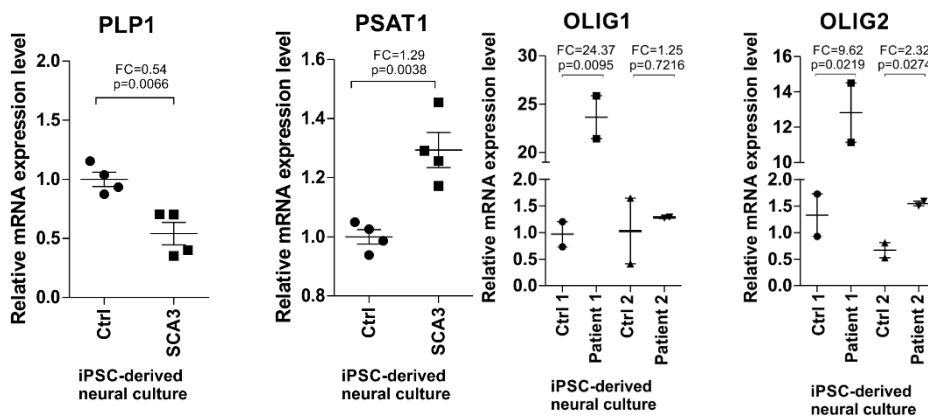 PLP1
Relative mRNA expression level
2.0
1.5
1.0
0.5
0.0
FC=0.54
p=0.0066
Ctrl
SCA3
iPSC-derived
neural culture
PSAT1
Relative mRNA expression level
1.6
1.4
1.2
1.0
0.8
FC=1.29
p=0.0038
Ctrl
SCA3
iPSC-derived
neural culture
OLIG1
Relative mRNA expression level
30
25
20
2.0
1.5
1.0
0.5
0.0
FC=24.37
p=0.0095
FC=1.25
p=0.7216
Ctrl 1
Patient 1
Ctrl 2
Patient 2
iPSC-derived
neural culture
OLIG2
Relative mRNA expression level
16
14
12
10
2.0
1.5
1.0
0.5
0.0
FC=9.62
p=0.0219
FC=2.32
p=0.0274
Ctrl 1
Patient 1
Ctrl 2
Patient 2
iPSC-derived
neural culture